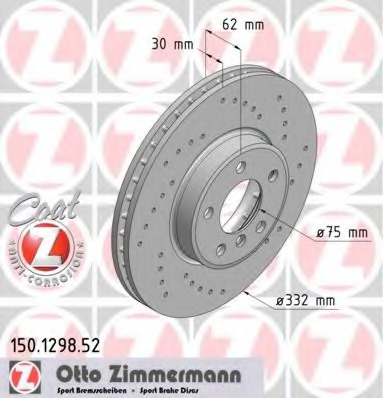 62 mm
30 mm
Coat
Z
ANTI-CORROSION
ø75 mm
ø332 mm
150.1298.52
Z
Otto Zimmermann
Sport Bremsscheiben • Sport Brake Discs